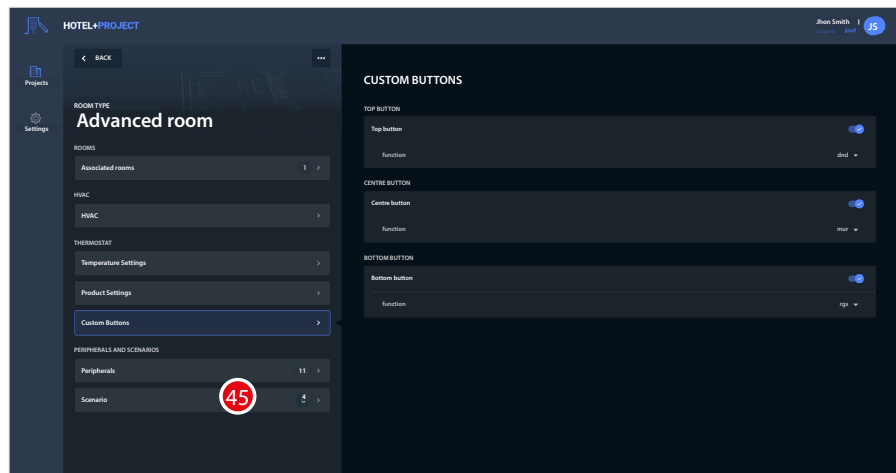 HOTEL+PROJECT
Jhon Smith
JS
Projects
Settings
BACK
ROOM TYPE
Advanced room
ROOMS
Associated rooms 1
HVAC
HVAC
THERMOSTAT
Temperature Settings
Product Settings
Custom Buttons
PERIPHERALS AND SCENARIOS
Peripherals 11
Scenario 45 4
CUSTOM BUTTONS
TOP BUTTON
Top button
function dnd
CENTRE BUTTON
Centre button
function mur
BOTTOM BUTTON
Bottom button
function rgs